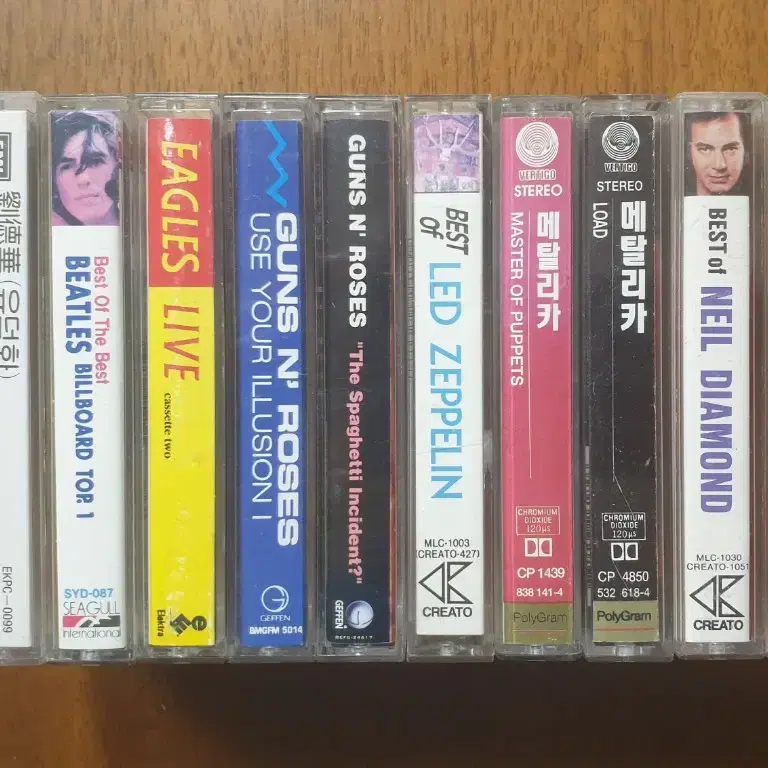 EMI
劉德華 (유덕화)
EKPC-0099
Best Of The Best
BEATLES BILLBOARD TOP. 1
SYD-087
SEAGULL
international
EAGLES LIVE
cassette two
Elektra
GUNS N' ROSES
USE YOUR ILLUSION I
GEFFEN
BMGFM 5014
GUNS N' ROSES "The Spaghetti Incident?"
GEFFEN
BEST
of
LED ZEPPELIN
MLC-1003
(CREATO-427)
CREATO
VERTIGO
STEREO
메탈리카
MASTER OF PUPPETS
CHROMIUM
DIOXIDE
120μs
CP 1439
838 141-4
PolyGram
VERTIGO
STEREO
메탈리카
LOAD
CHROMIUM
DIOXIDE
120μs
CP 4850
532 618-4
PolyGram
BEST of NEIL DIAMOND
MLC-1030
CREATO-1051
CREATO